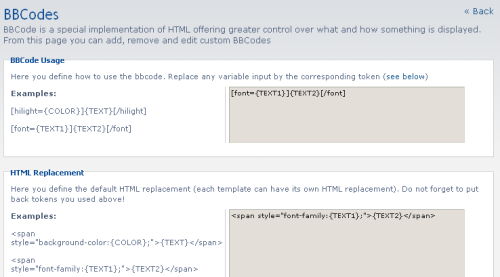 BBCodes
« Back
BBCode is a special implementation of HTML offering greater control over what and how something is displayed.
From this page you can add, remove and edit custom BBCodes
BBCode Usage
Here you define how to use the bbcode. Replace any variable input by the corresponding token (see below)
Examples:
[hilight={COLOR}]{TEXT}[/hilight]
[font={TEXT1}]{TEXT2}[/font]
[font={TEXT1}]{TEXT2}[/font]
HTML Replacement
Here you define the default HTML replacement (each template can have its own HTML replacement). Do not forget to put
back tokens you used above!
Examples:
<span
style="background-color:{COLOR};">{TEXT}</span>
<span
style="font-family:{TEXT1};">{TEXT2}</span>
<span style="font-family:{TEXT1};">{TEXT2}</span>